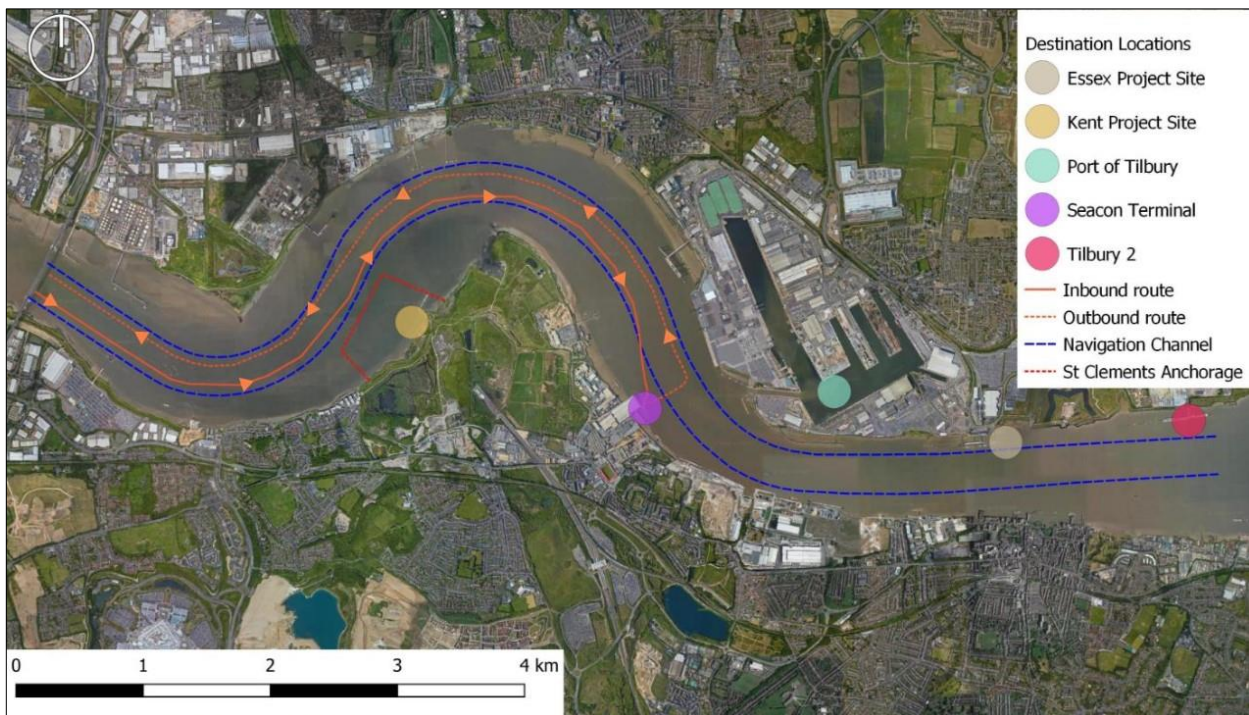 Destination Locations
Essex Project Site
Kent Project Site
Port of Tilbury
Seacon Terminal
Tilbury 2
Inbound route
Outbound route
Navigation Channel
St Clements Anchorage
0 1 2 3 4 km